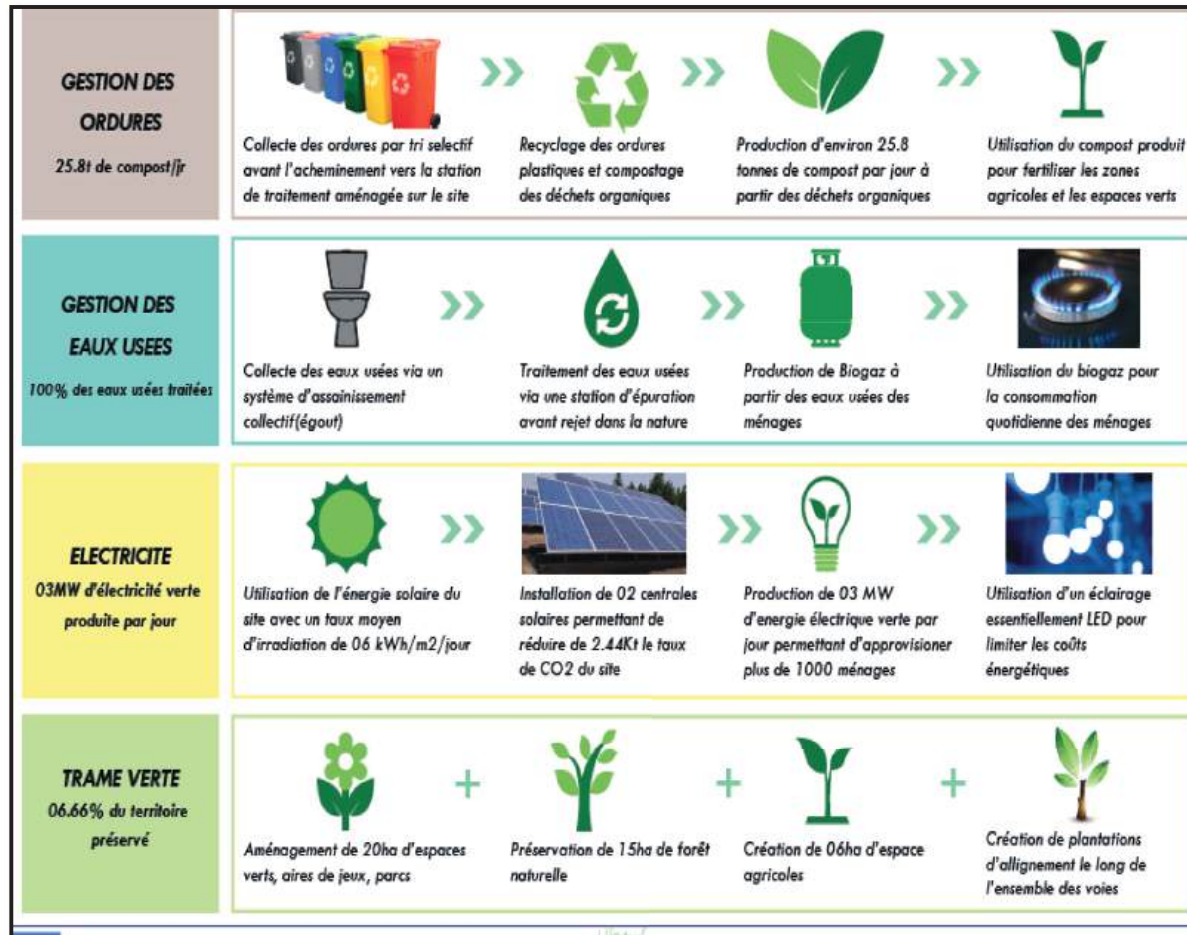 GESTION DES
ORDURES
25.8t de compost/jr
Collecte des ordures par tri selectif
avant l'acheminement vers la station
de traitement aménagée sur le site
Recyclage des ordures
plastiques et compostage
des déchets organiques
Production d'environ 25.8
tonnes de compost par jour à
partir des déchets organiques
Utilisation du compost produit
pour fertiliser les zones
agricoles et les espaces verts
GESTION DES
EAUX USEES
100% des eaux usées traitées
Collecte des eaux usées via un
système d'assainissement
collectif(égout)
Traitement des eaux usées
via une station d'épuration
avant rejet dans la nature
Production de Biogaz à
partir des eaux usées des
ménages
Utilisation du biogaz pour
la consommation
quotidienne des ménages
ELECTRICITE
03MW d'électricité verte
produite par jour
Utilisation de l'énergie solaire du
site avec un taux moyen
d'irradiation de 06 kWh/m2/jour
Installation de 02 centrales
solaires permettant de
réduire de 2.44Kt le taux
de CO2 du site
Production de 03 MW
d'energie électrique verte par
jour permettant d'approvisioner
plus de 1000 ménages
Utilisation d'un éclairage
essentiellement LED pour
limiter les coûts
énergétiques
TRAME VERTE
06.66% du territoire
préservé
Aménagement de 20ha d'espaces
verts, aires de jeux, parcs
Préservation de 15ha de forêt
naturelle
Création de 06ha d'espace
agricoles
Création de plantations
d'allignement le long de
l'ensemble des voies